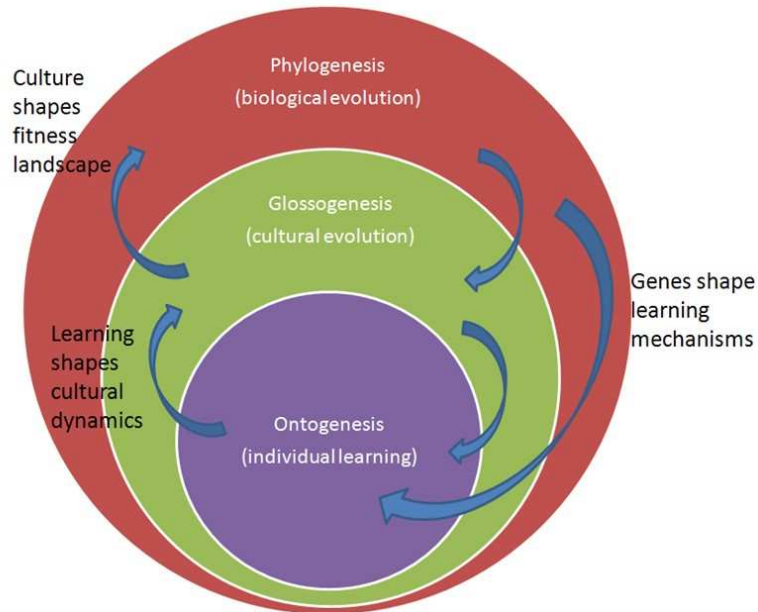 Culture
shapes
fitness
landscape
Phylogenesis
(biological evolution)
Glossogenesis
(cultural evolution)
Genes shape
learning
mechanisms
Learning
shapes
cultural
dynamics
Ontogenesis
(individual learning)